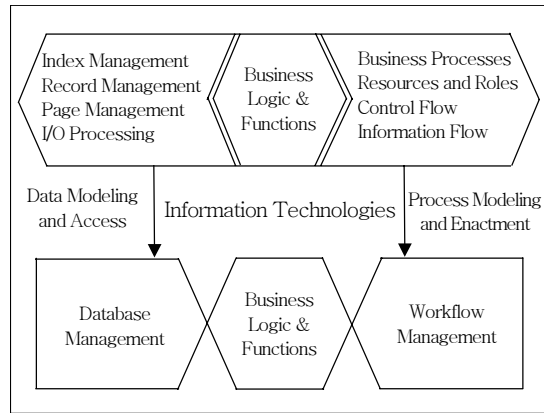 Index Management
Record Management
Page Management
I/O Processing
Business
Logic &
Functions
Business Processes
Resources and Roles
Control Flow
Information Flow
Data Modeling
and Access
Information Technologies
Process Modeling
and Enactment
Database
Management
Business
Logic &
Functions
Workflow
Management